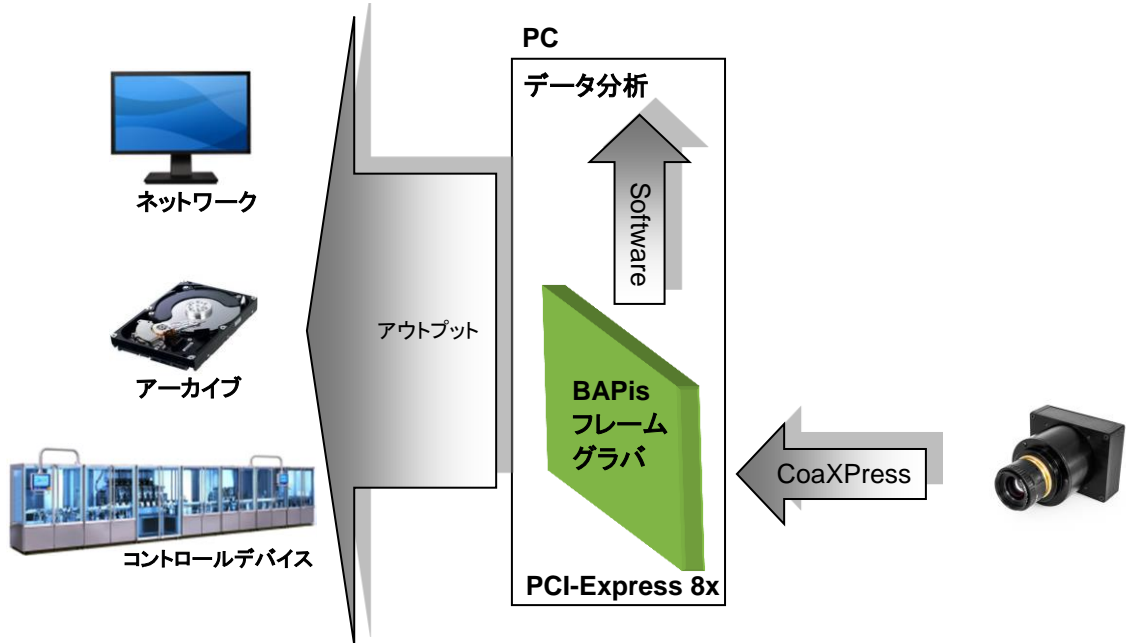 PC
データ分析
ネットワーク
Software
アウトプット
アーカイブ
BAPis
フレーム
グラバ
CoaXPress
コントロールデバイス
PCI-Express 8x